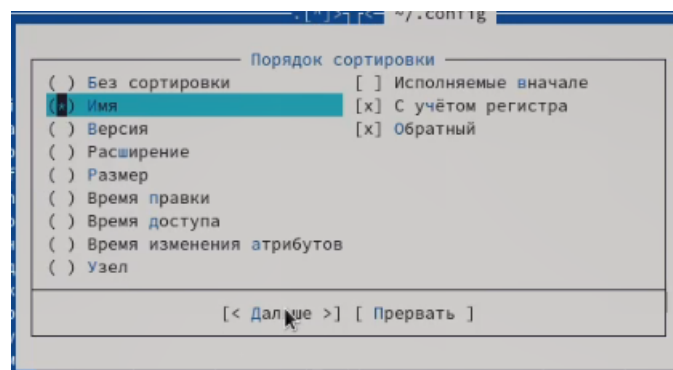 ~/.config
Порядок сортировки
( ) Без сортировки [ ] Исполняемые вначале
(*) Имя [x] С учётом регистра
( ) Версия [x] Обратный
( ) Расширение
( ) Размер
( ) Время правки
( ) Время доступа
( ) Время изменения атрибутов
( ) Узел
[< Дальше >] [ Прервать ]